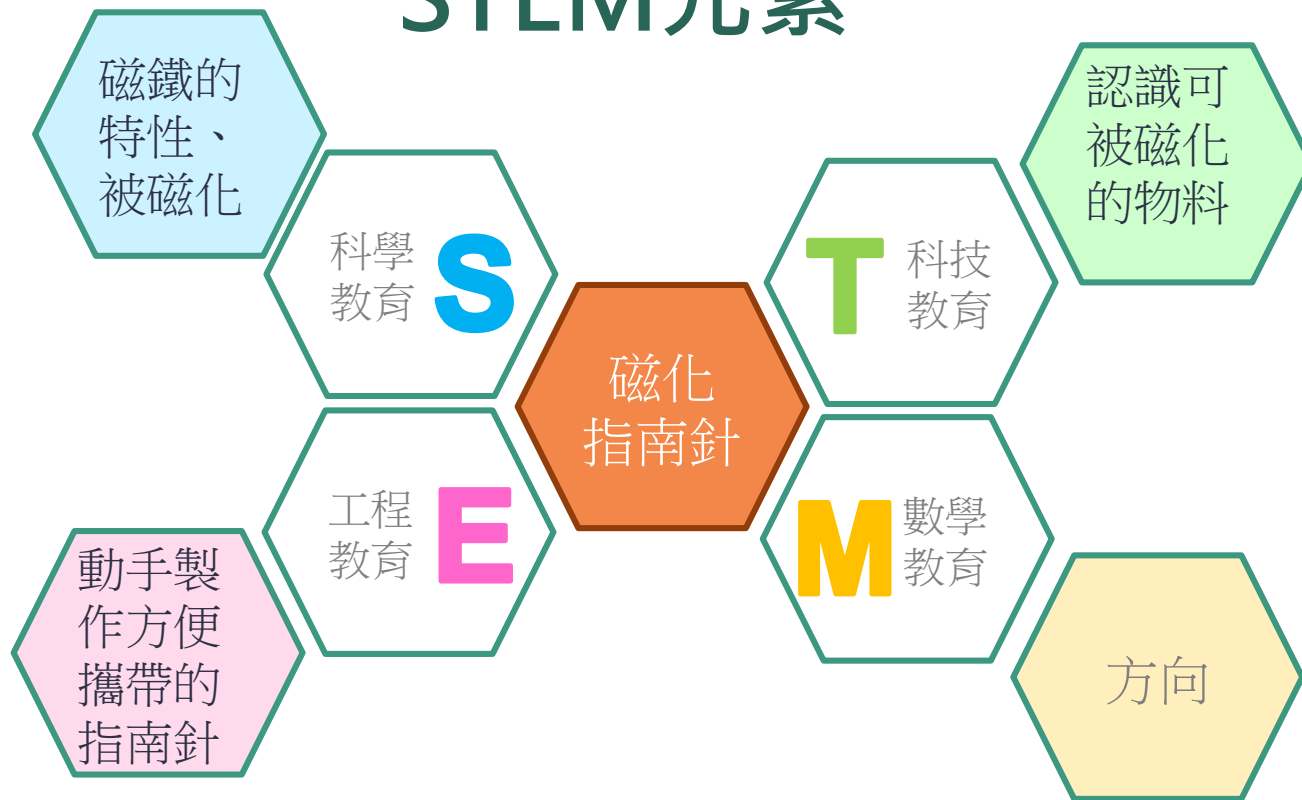 STEM元素
磁鐵的
特性、
被磁化
認識可
被磁化
的物料
科學
教育
S
T
科技
教育
磁化
指南針
工程
教育
E
M
數學
教育
動手製
作方便
攜帶的
指南針
方向